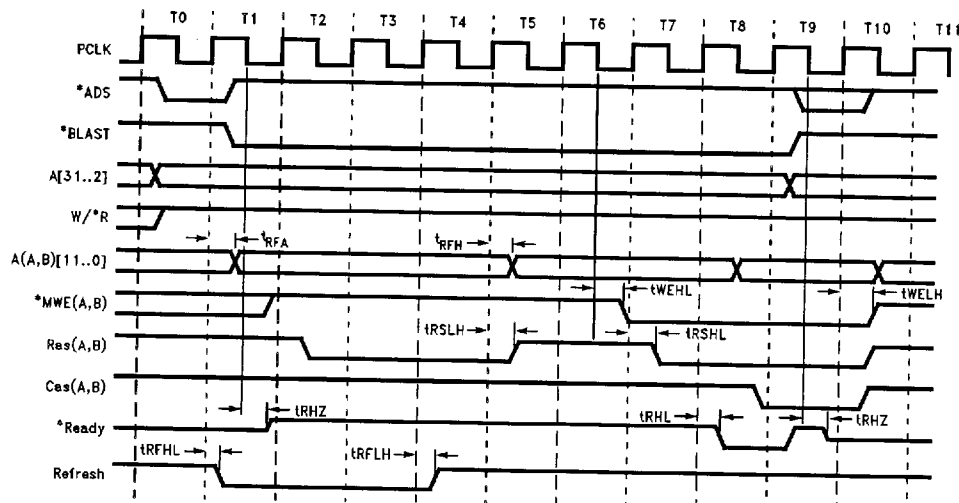 T0 T1 T2 T3 T4 T5 T6 T7 T8 T9 T10 T11
PCLK
*ADS
*BLAST
A[31..2]
W/*R
tRFA tRFH
A(A,B)[11..0]
*MWE(A,B) tWEHL tWELH
tRSLH tRSHL
Ras(A,B)
Cas(A,B)
tRHZ tRHL tRHZ
*Ready
tRFHL tRFLH
Refresh